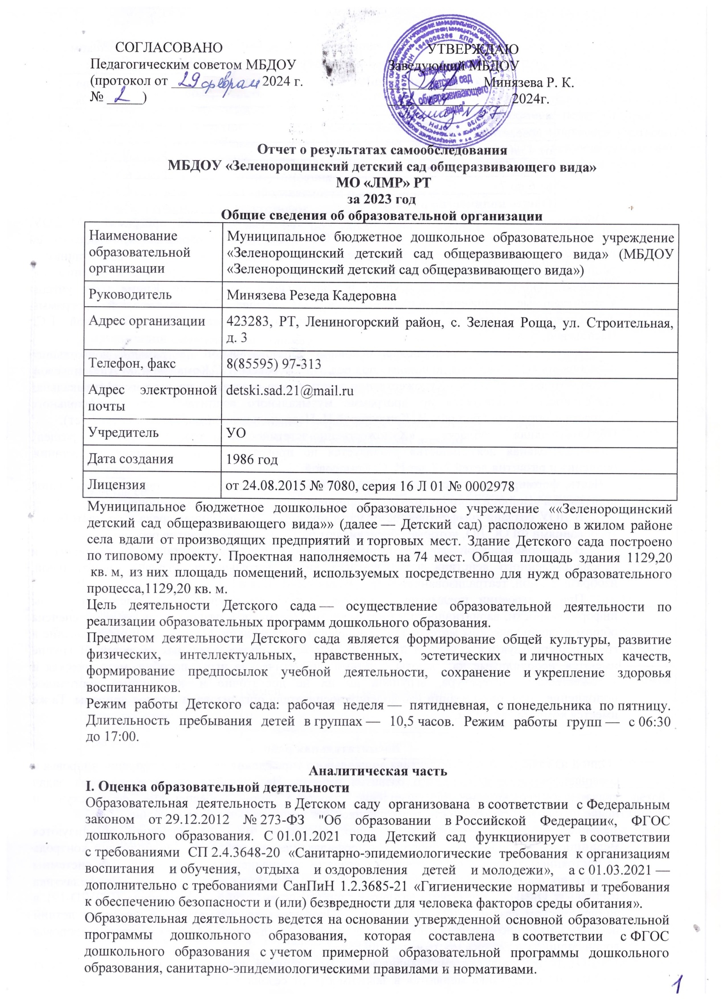 СОГЛАСОВАНО
Педагогическим советом МБДОУ
(протокол от 29 февраля 2024 г.
№ 2)
УТВЕРЖДАЮ
Заведующий МБДОУ
Минязева Р. К.
2024г.
Приказ № 57
Зеленорощинский
детский сад
общеразвивающего
вида"
Отчет о результатах самообследования
МБДОУ «Зеленорощинский детский сад общеразвивающего вида»
МО «ЛМР» РТ
за 2023 год
Общие сведения об образовательной организации
Наименование
образовательной
организации
Муниципальное бюджетное дошкольное образовательное учреждение
«Зеленорощинский детский сад общеразвивающего вида» (МБДОУ
«Зеленорощинский детский сад общеразвивающего вида»)
Руководитель
Минязева Резеда Кадеровна
Адрес организации
423283, РТ, Лениногорский район, с. Зеленая Роща, ул. Строительная,
д. 3
Телефон, факс
8(85595) 97-313
Адрес электронной
почты
detski.sad.21@mail.ru
Учредитель
УО
Дата создания
1986 год
Лицензия
от 24.08.2015 № 7080, серия 16 Л 01 № 0002978
Муниципальное бюджетное дошкольное образовательное учреждение ««Зеленорощинский
детский сад общеразвивающего вида»» (далее — Детский сад) расположено в жилом районе
села вдали от производящих предприятий и торговых мест. Здание Детского сада построено
по типовому проекту. Проектная наполняемость на 74 мест. Общая площадь здания 1129,20
кв. м, из них площадь помещений, используемых посредственно для нужд образовательного
процесса,1129,20 кв. м.
Цель деятельности Детского сада — осуществление образовательной деятельности по
реализации образовательных программ дошкольного образования.
Предметом деятельности Детского сада является формирование общей культуры, развитие
физических, интеллектуальных, нравственных, эстетических и личностных качеств,
формирование предпосылок учебной деятельности, сохранение и укрепление здоровья
воспитанников.
Режим работы Детского сада: рабочая неделя — пятидневная, с понедельника по пятницу.
Длительность пребывания детей в группах — 10,5 часов. Режим работы групп — с 06:30
до 17:00.
Аналитическая часть
I. Оценка образовательной деятельности
Образовательная деятельность в Детском саду организована в соответствии с Федеральным
законом от 29.12.2012 № 273-ФЗ "Об образовании в Российской Федерации«, ФГОС
дошкольного образования. С 01.01.2021 года Детский сад функционирует в соответствии
с требованиями СП 2.4.3648-20 «Санитарно-эпидемиологические требования к организациям
воспитания и обучения, отдыха и оздоровления детей и молодежи», а с 01.03.2021 —
дополнительно с требованиями СанПиН 1.2.3685-21 «Гигиенические нормативы и требования
к обеспечению безопасности и (или) безвредности для человека факторов среды обитания».
Образовательная деятельность ведется на основании утвержденной основной образовательной
программы дошкольного образования, которая составлена в соответствии с ФГОС
дошкольного образования с учетом примерной образовательной программы дошкольного
образования, санитарно-эпидемиологическими правилами и нормативами.
1